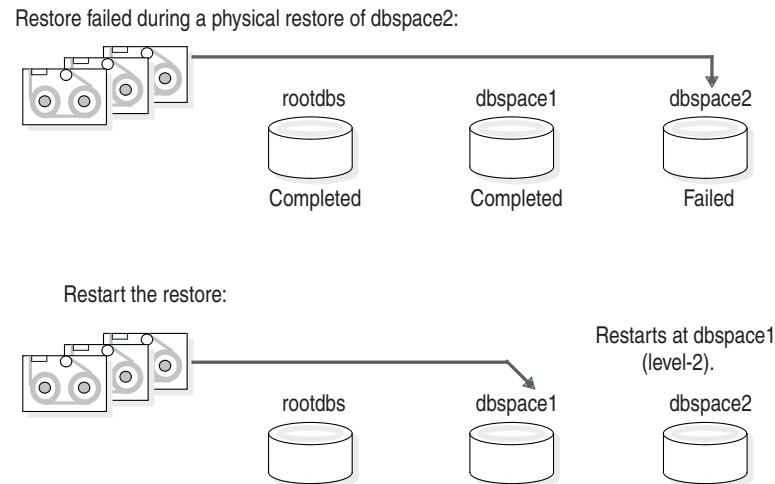 Restore failed during a physical restore of dbspace2:
rootdbs
dbspace1
dbspace2
Completed
Completed
Failed
Restart the restore:
Restarts at dbspace1
(level-2).
rootdbs
dbspace1
dbspace2